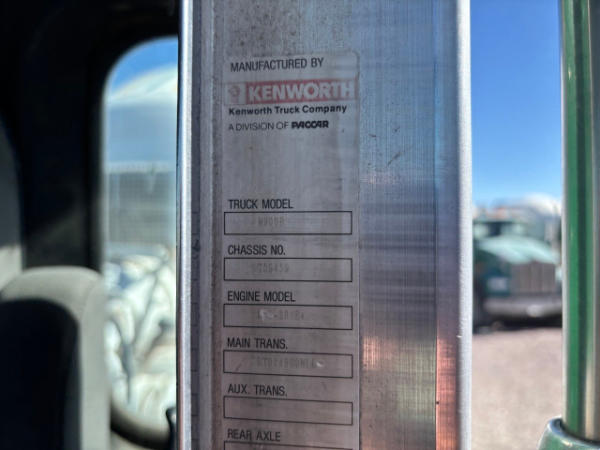 MANUFACTURED BY
KENWORTH
Kenworth Truck Company
A DIVISION OF PACCAR
TRUCK MODEL
W900B
CHASSIS NO.
ENGINE MODEL
MAIN TRANS.
AUX. TRANS.
REAR AXLE